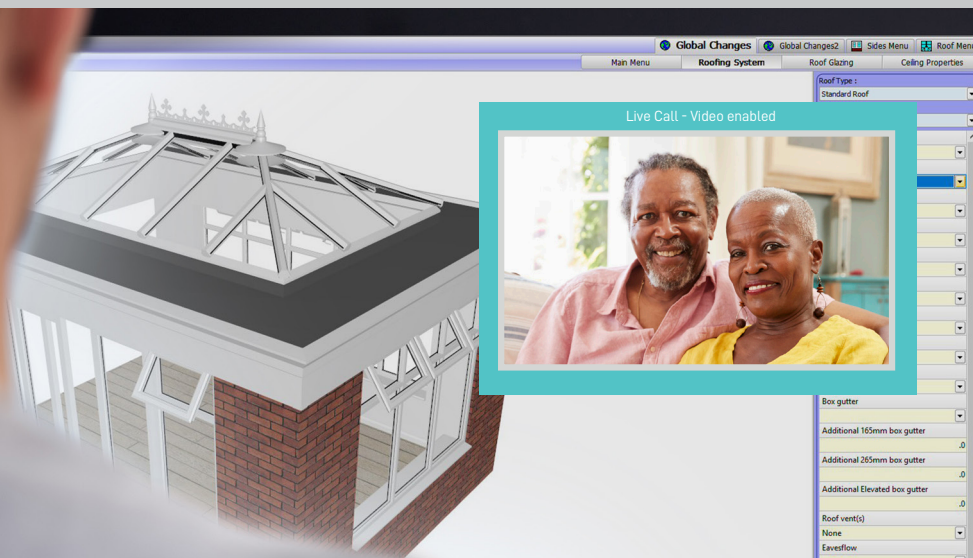 Global Changes
Global Changes2
Sides Menu
Roof Menu
Main Menu
Roofing System
Roof Glazing
Ceiling Properties
Roof Type :
Standard Roof
Live Call - Video enabled
Box gutter
Additional 165mm box gutter
.0
Additional 265mm box gutter
.0
Additional Elevated box gutter
.0
Roof vent(s)
None
Eavesflow